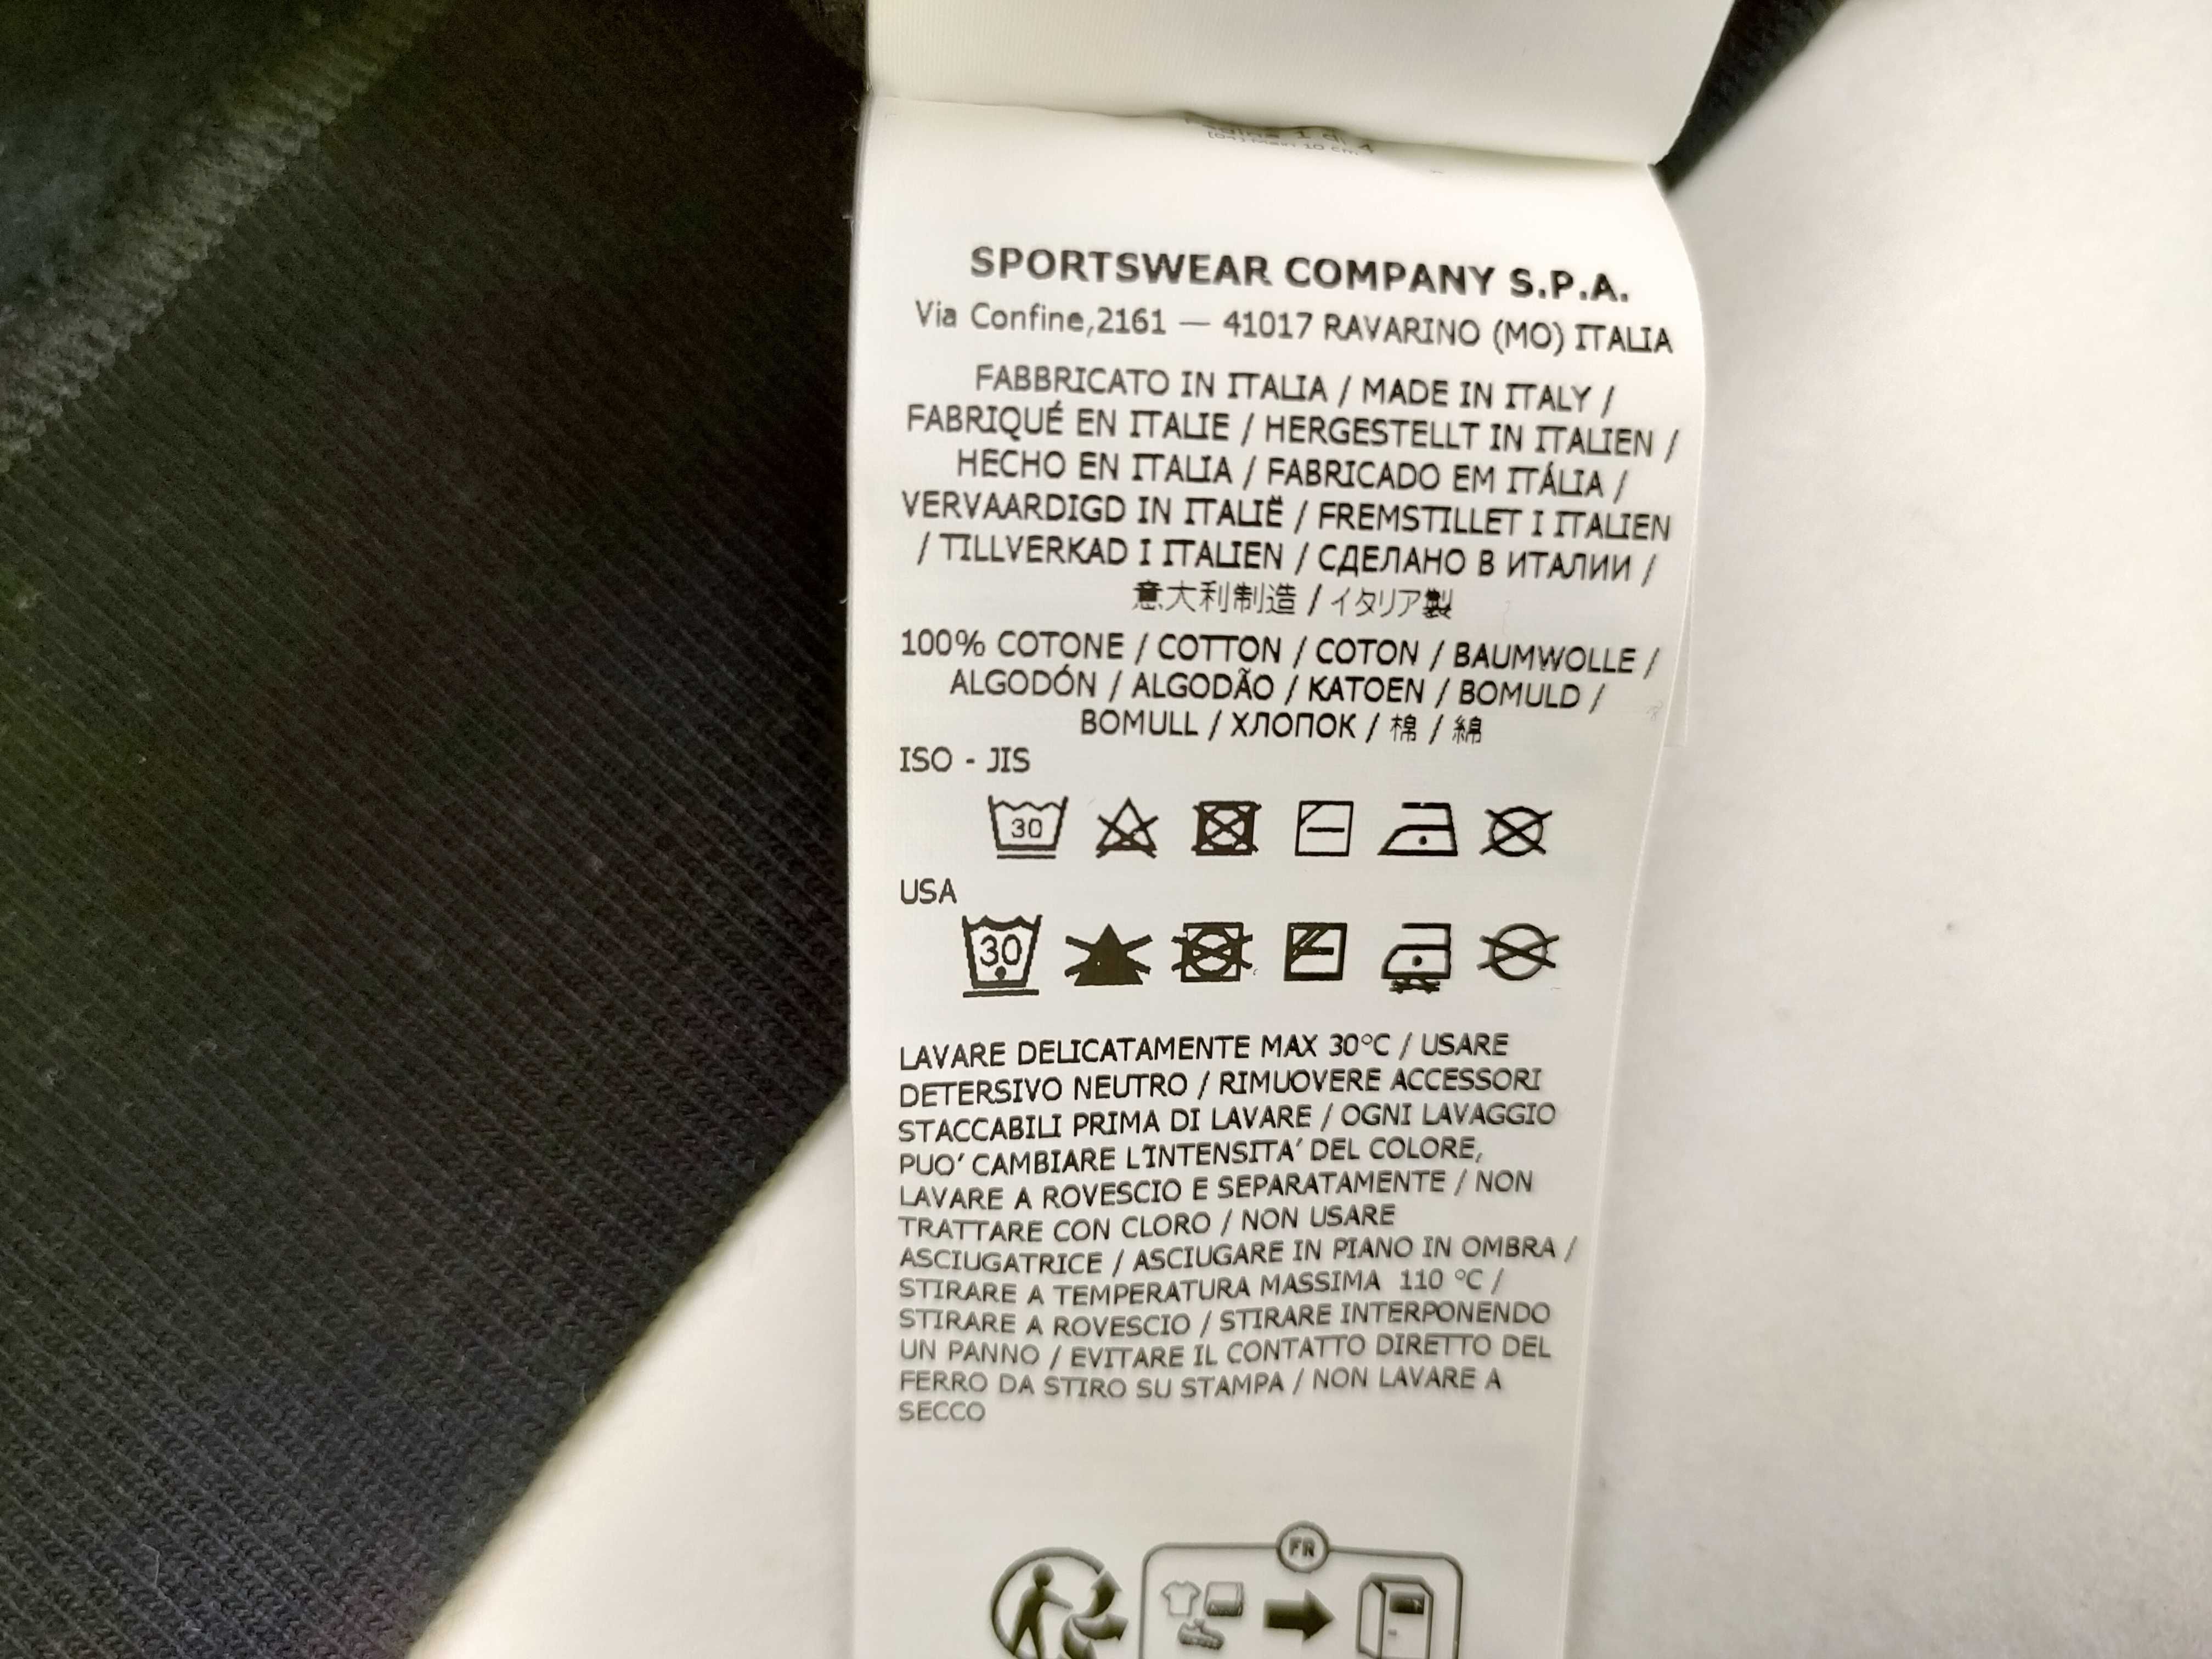 SPORTSWEAR COMPANY S.P.A.
Via Confine,2161 — 41017 RAVARINO (MO) ITALIA
FABBRICATO IN ITALIA / MADE IN ITALY /
FABRIQUÉ EN ITALIE / HERGESTELLT IN ITALIEN /
HECHO EN ITALIA / FABRICADO EM ITÁLIA /
VERVAARDIGD IN ITALIË / FREMSTILLET I ITALIEN
/ TILLVERKAD I ITALIEN / СДЕЛАНО В ИТАЛИИ /
意大利制造 / イタリア製
100% COTONE / COTTON / COTON / BAUMWOLLE /
ALGODÓN / ALGODÃO / KATOEN / BOMULD /
BOMULL / ХЛОПОК / 棉 / 綿
ISO - JIS
30
USA
30
LAVARE DELICATAMENTE MAX 30°C / USARE
DETERSIVO NEUTRO / RIMUOVERE ACCESSORI
STACCABILI PRIMA DI LAVARE / OGNI LAVAGGIO
PUO' CAMBIARE L'INTENSITA' DEL COLORE,
LAVARE A ROVESCIO E SEPARATAMENTE / NON
TRATTARE CON CLORO / NON USARE
ASCIUGATRICE / ASCIUGARE IN PIANO IN OMBRA /
STIRARE A TEMPERATURA MASSIMA 110 °C /
STIRARE A ROVESCIO / STIRARE INTERPONENDO
UN PANNO / EVITARE IL CONTATTO DIRETTO DEL
FERRO DA STIRO SU STAMPA / NON LAVARE A
SECCO
FR